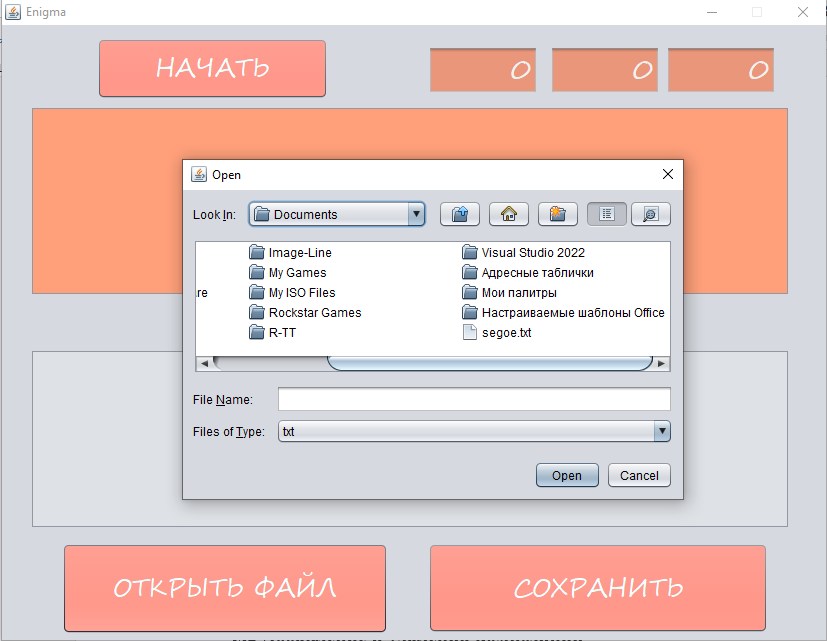 Enigma
НАЧАТЬ
0 0 0
Open
Look In: Documents
Image-Line Visual Studio 2022
My Games Адресные таблички
re My ISO Files Мои палитры
Rockstar Games Настраиваемые шаблоны Office
R-TT segoe.txt
File Name:
Files of Type: txt
Open Cancel
ОТКРЫТЬ ФАЙЛ СОХРАНИТЬ